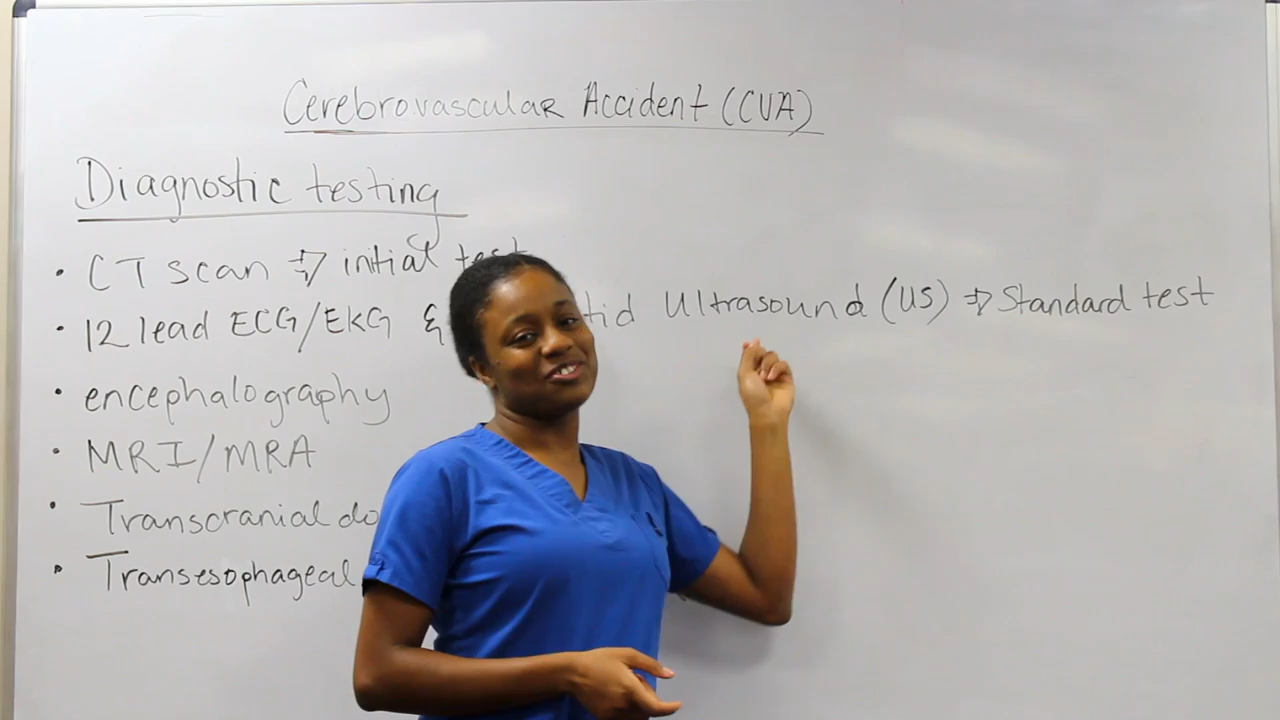 Cerebrovascular Accident (CVA)
Diagnostic testing
• CT scan => initial test
• 12 lead ECG/EKG & Ultrasound (US) => Standard test
• encephalography
• MRI/MRA
• Transcranial
• Transesophageal